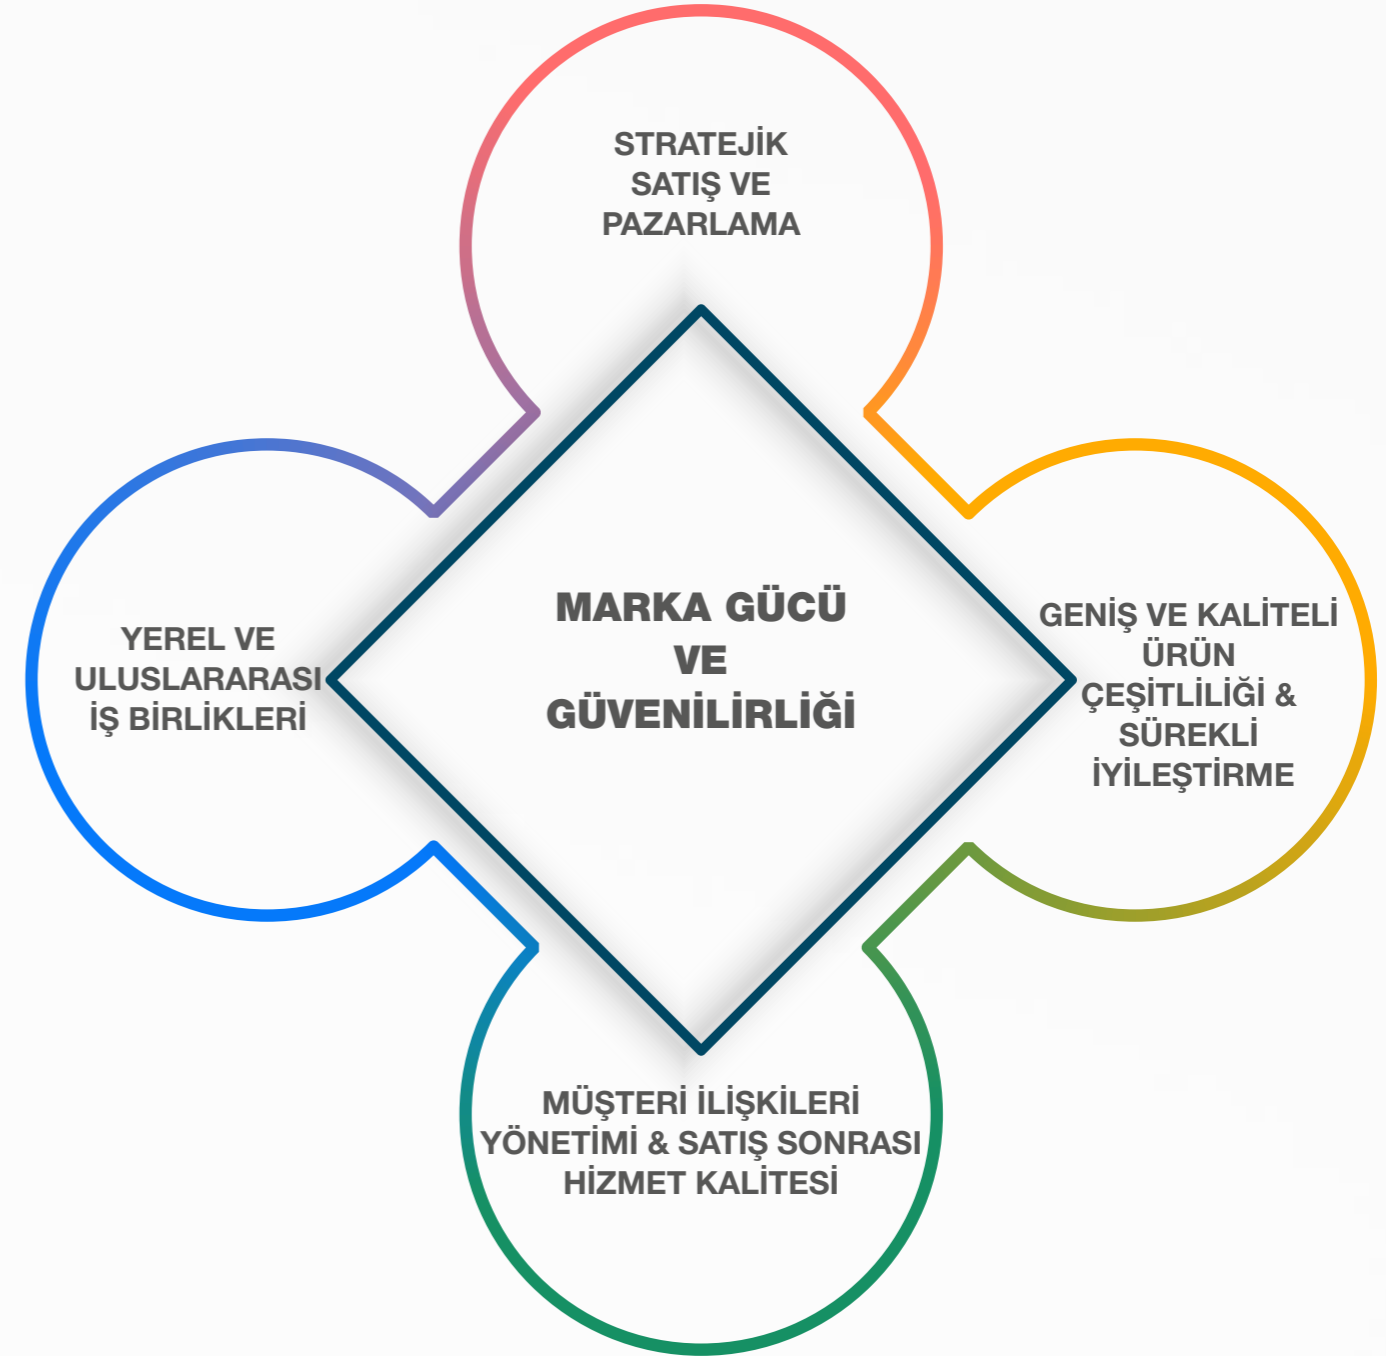 STRATEJİK
SATIŞ VE
PAZARLAMA
MARKA GÜCÜ
VE
GÜVENİLİRLİĞİ
YEREL VE
ULUSLARARASI
İŞ BİRLİKLERİ
GENİŞ VE KALİTELİ
ÜRÜN
ÇEŞİTLİLİĞİ &
SÜREKLİ
İYİLEŞTİRME
MÜŞTERİ İLİŞKİLERİ
YÖNETİMİ & SATIŞ SONRASI
HİZMET KALİTESİ